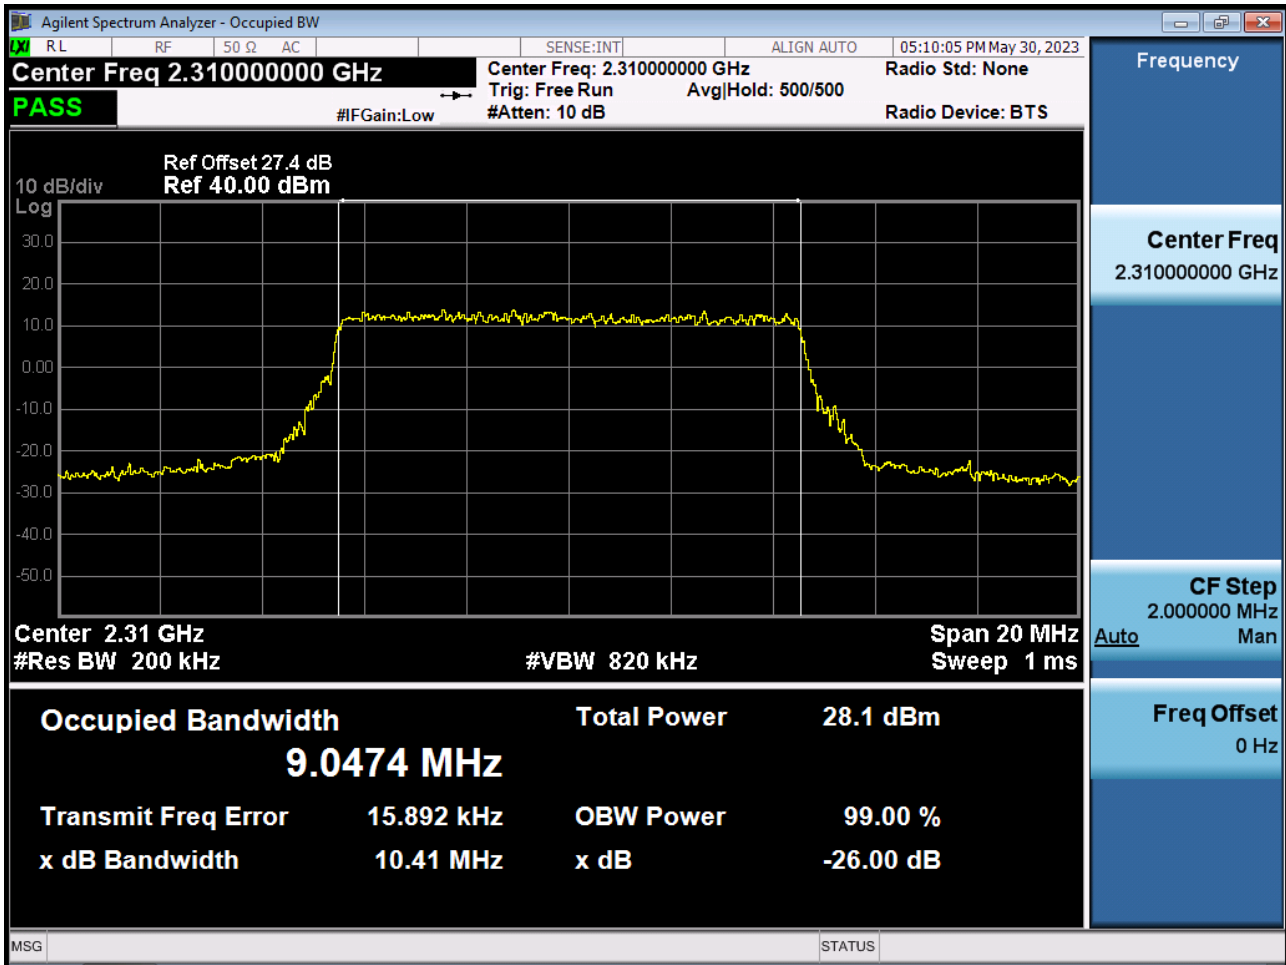 Agilent Spectrum Analyzer - Occupied BW
LXI RL RF 50 Ω AC SENSE:INT ALIGN AUTO 05:10:05 PM May 30, 2023
Center Freq 2.310000000 GHz
Center Freq: 2.310000000 GHz
Radio Std: None
Trig: Free Run Avg|Hold: 500/500
PASS
#IFGain:Low
#Atten: 10 dB
Radio Device: BTS
Ref Offset 27.4 dB
10 dB/div Ref 40.00 dBm
Log
30.0
20.0
10.0
0.00
-10.0
-20.0
-30.0
-40.0
-50.0
Center 2.31 GHz Span 20 MHz
#Res BW 200 kHz #VBW 820 kHz Sweep 1 ms
Occupied Bandwidth Total Power 28.1 dBm
9.0474 MHz
Transmit Freq Error 15.892 kHz OBW Power 99.00 %
x dB Bandwidth 10.41 MHz x dB -26.00 dB
Frequency
Center Freq
2.310000000 GHz
CF Step
2.000000 MHz
Auto Man
Freq Offset
0 Hz
MSG STATUS